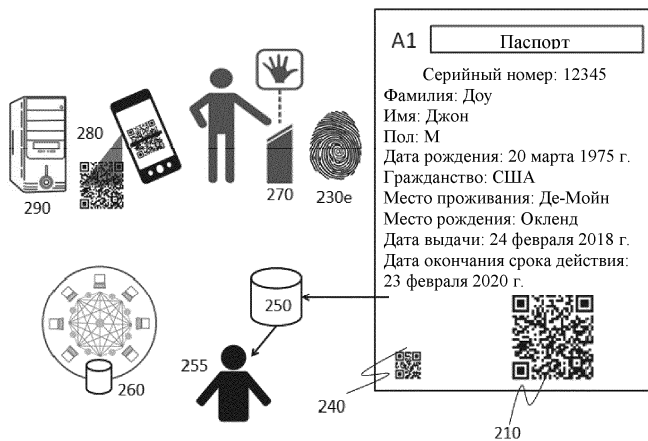 A1 Паспорт
Серийный номер: 12345
Фамилия: Доу
Имя: Джон
Пол: М
Дата рождения: 20 марта 1975 г.
Гражданство: США
Место проживания: Де-Мойн
Место рождения: Окленд
Дата выдачи: 24 февраля 2018 г.
Дата окончания срока действия:
23 февраля 2020 г.
280
290
270
230e
250
255
260
240
210